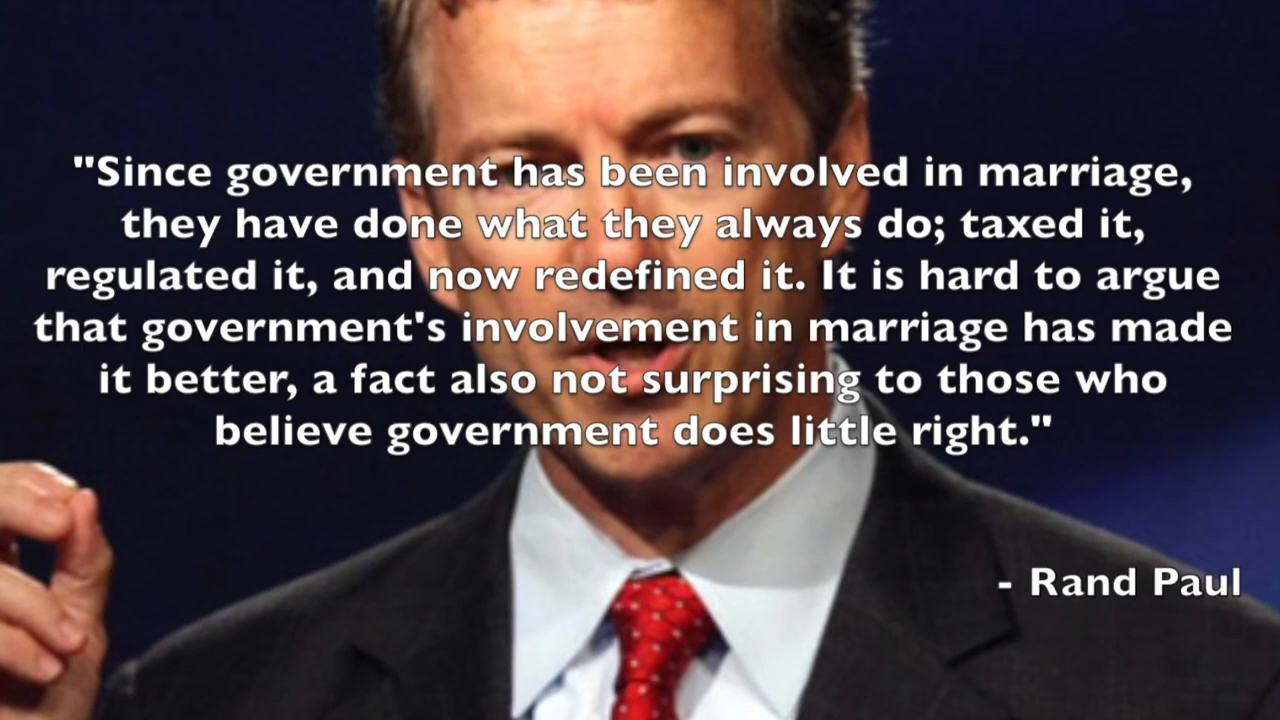 "Since government has been involved in marriage,
they have done what they always do; taxed it,
regulated it, and now redefined it. It is hard to argue
that government's involvement in marriage has made
it better, a fact also not surprising to those who
believe government does little right."
- Rand Paul